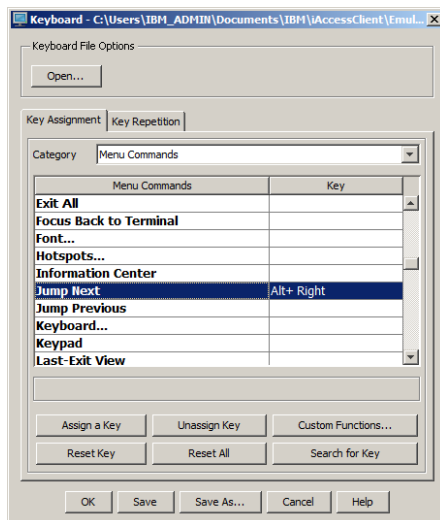 Keyboard - C:\Users\IBM_ADMIN\Documents\IBM\iAccessClient\Emul...
Keyboard File Options
Open...
Key Assignment Key Repetition
Category Menu Commands
Menu Commands Key
Exit All
Focus Back to Terminal
Font...
Hotspots...
Information Center
Jump Next Alt+ Right
Jump Previous
Keyboard...
Keypad
Last-Exit View
Assign a Key Unassign Key Custom Functions...
Reset Key Reset All Search for Key
OK Save Save As... Cancel Help